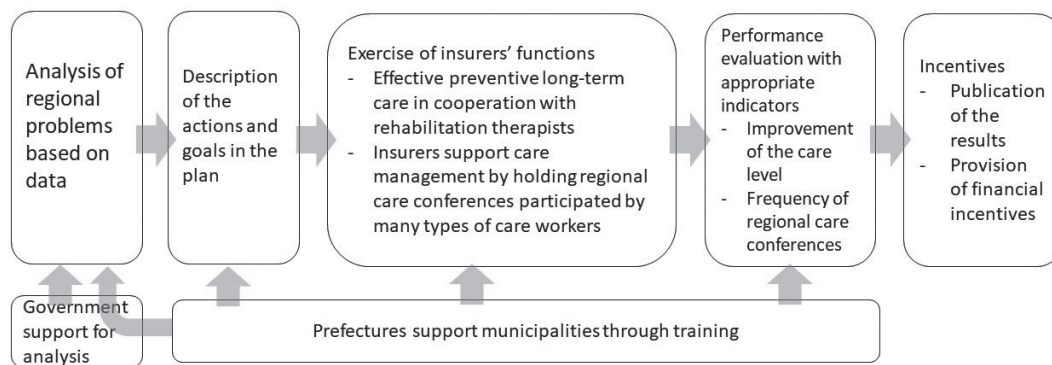 Analysis of
regional
problems
based on
data
Description
of the
actions and
goals in the
plan
Exercise of insurers’ functions
- Effective preventive long-term
care in cooperation with
rehabilitation therapists
- Insurers support care
management by holding regional
care conferences participated by
many types of care workers
Performance
evaluation with
appropriate
indicators
- Improvement
of the care
level
- Frequency of
regional care
conferences
Incentives
- Publication
of the
results
- Provision
of financial
incentives
Government
support for
analysis
Prefectures support municipalities through training